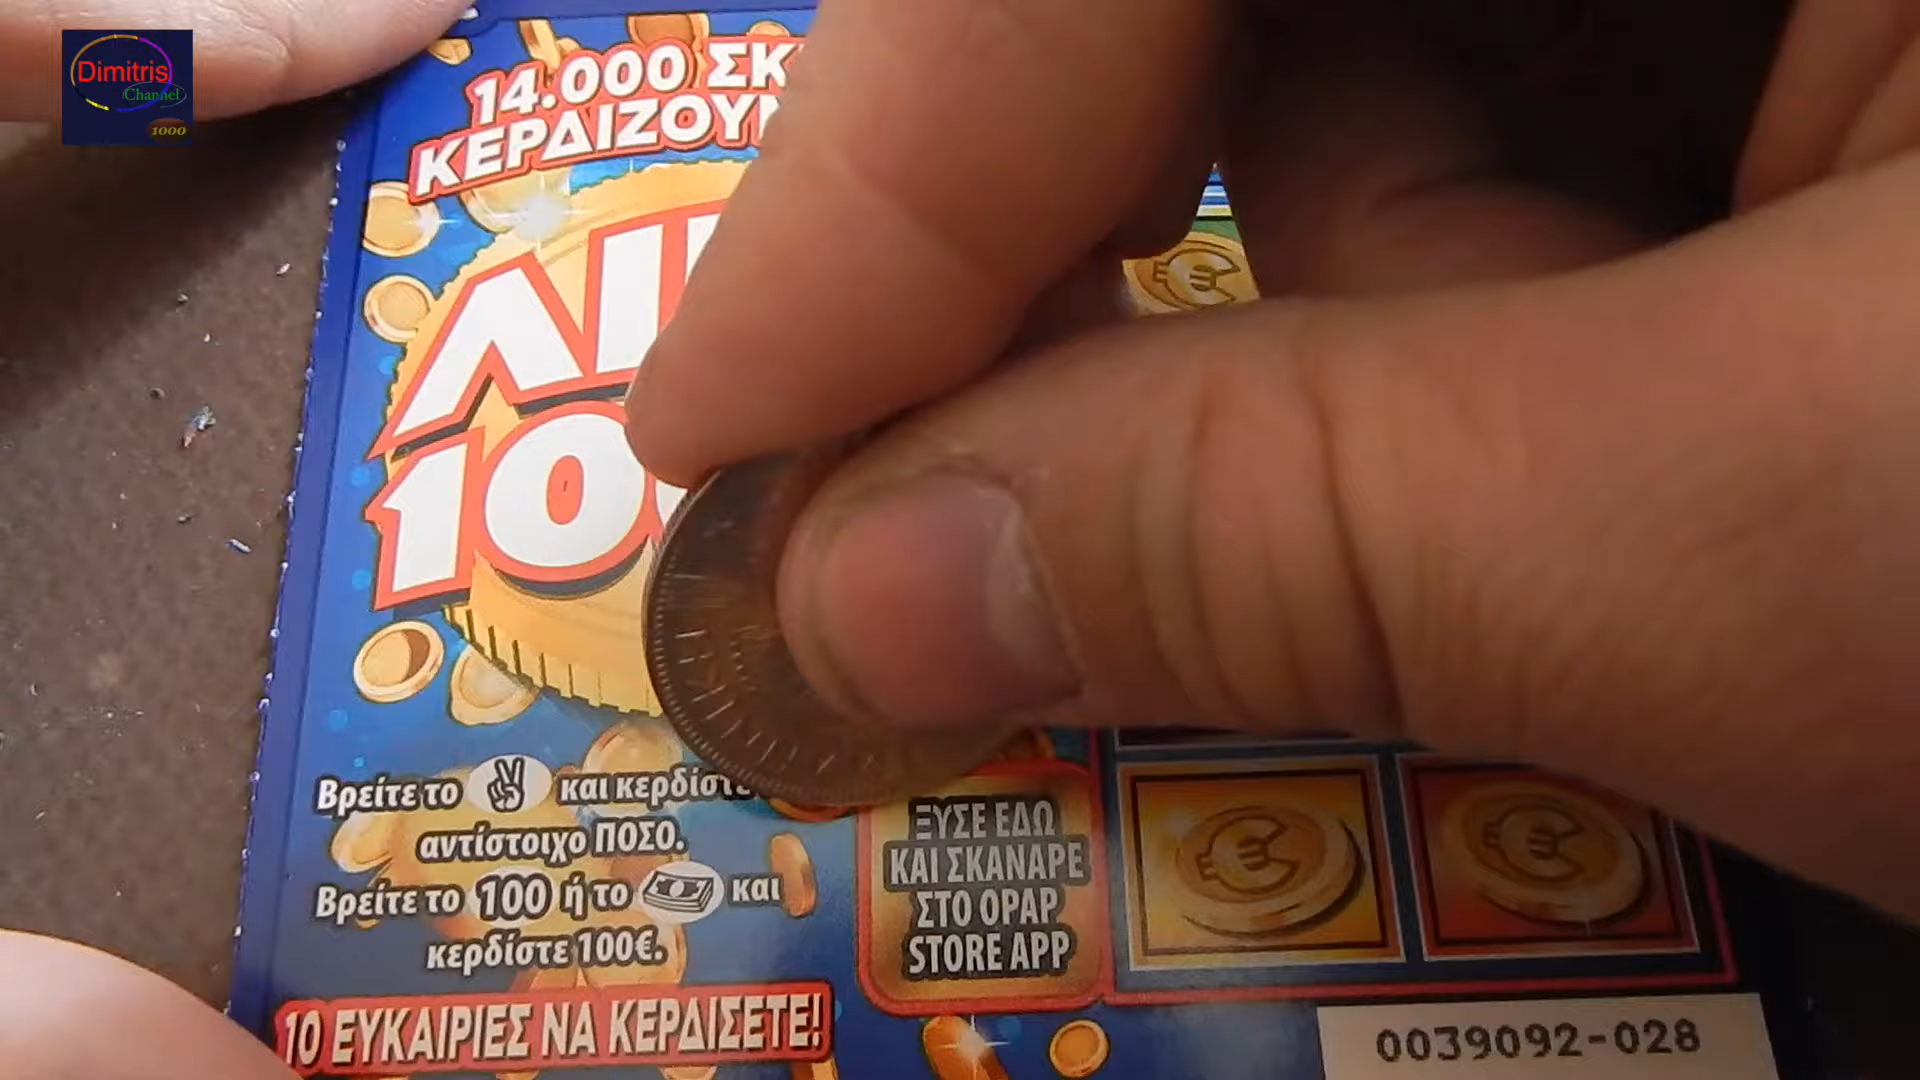 Dimitris
Channel
1000
14.000 ΣΚ
ΚΕΡΔΙΖΟΥΝ
Βρείτε το και κερδίστε
αντίστοιχο ΠΟΣΟ.
Βρείτε το 100 ή το και
κερδίστε 100€.
10 ΕΥΚΑΙΡΙΕΣ ΝΑ ΚΕΡΔΙΣΕΤΕ!
ΞΥΣΕ ΕΔΩ
ΚΑΙ ΣΚΑΝΑΡΕ
ΣΤΟ OPAP
STORE APP
0039092-028